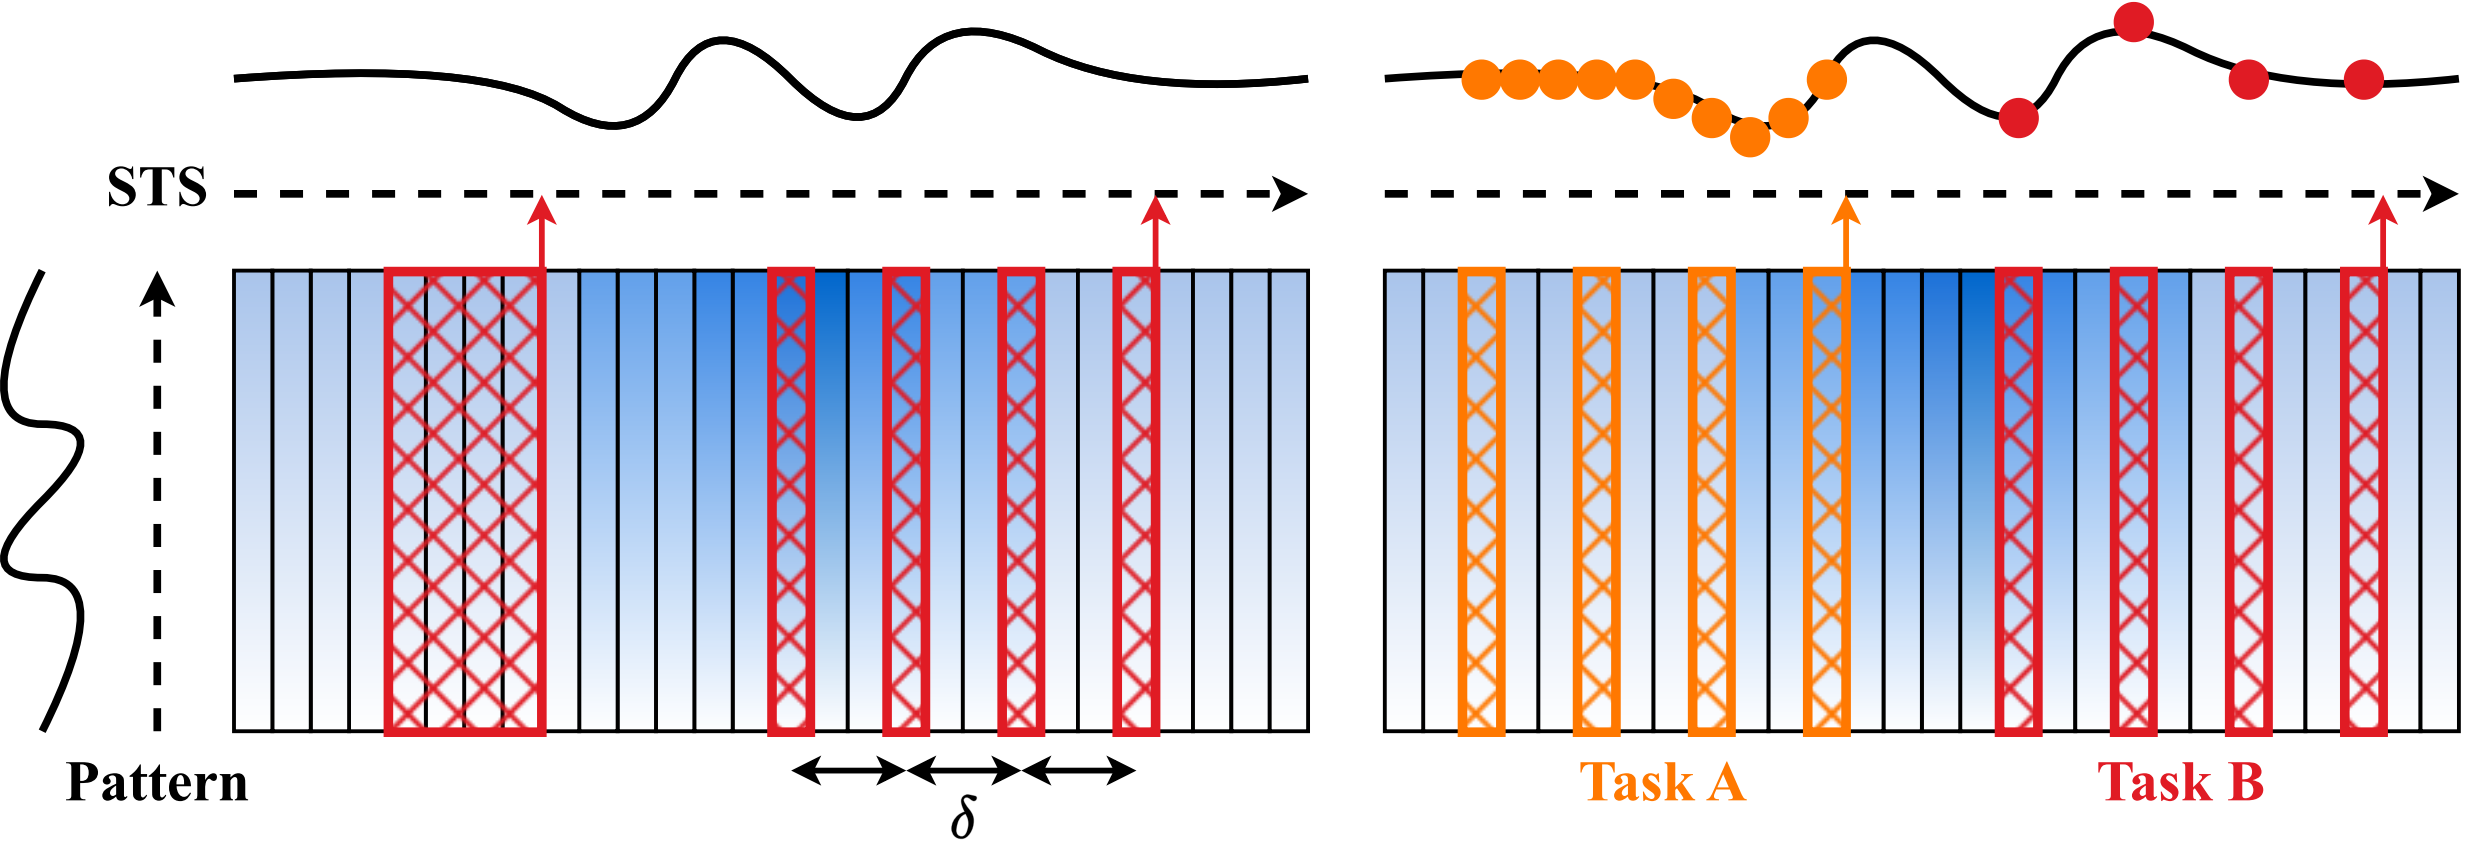 STS
Pattern
δ
Task A
Task B